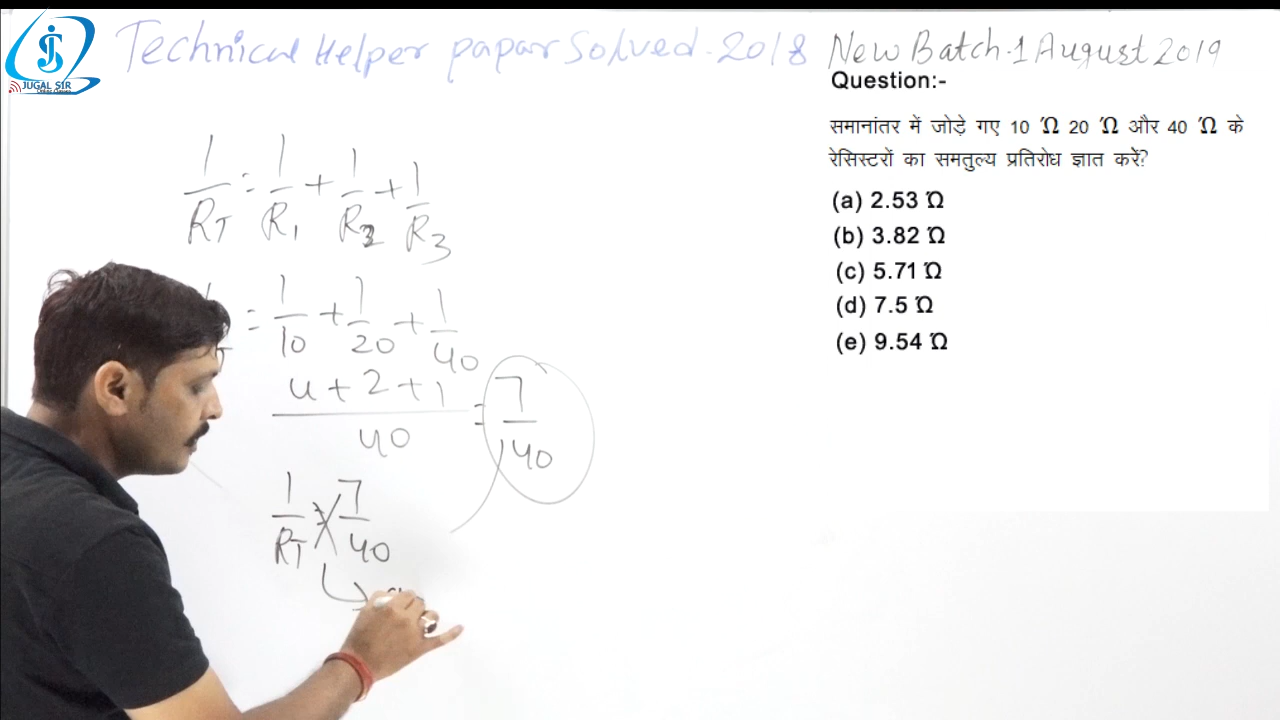 JUGAL SIR
Technical Helper papar Solved-2018 New Batch-1 August 2019
Question:-
समानांतर में जोड़े गए 10 Ώ 20 Ώ और 40 Ώ के
रेसिस्टरों का समतुल्य प्रतिरोध ज्ञात करें?
(a) 2.53 Ώ
(b) 3.82 Ώ
(c) 5.71 Ώ
(d) 7.5 Ώ
(e) 9.54 Ώ
1/RT = 1/R1 + 1/R2 + 1/R3
= 1/10 + 1/20 + 1/40
4+2+1/40 = 7/40
1/RT = 7/40